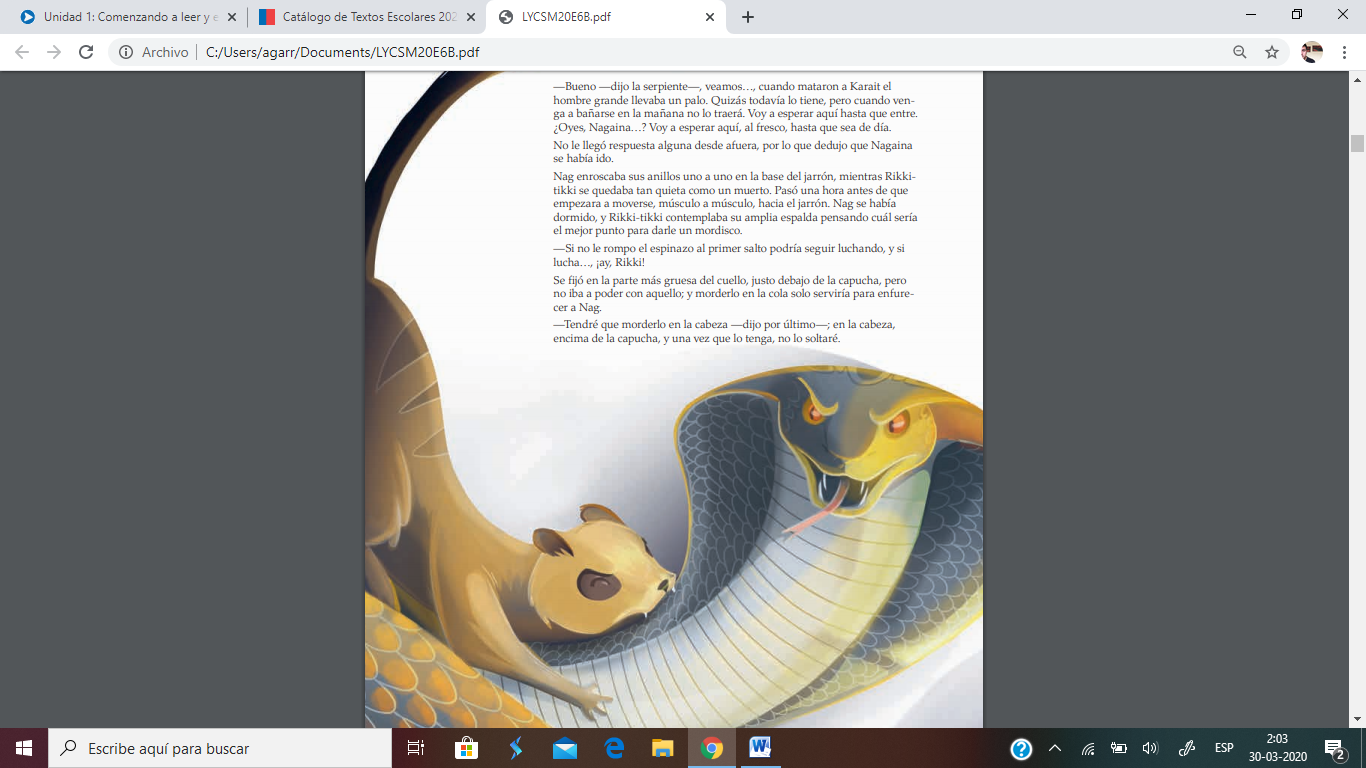 Unidad 1: Comenzando a leer y e
Catálogo de Textos Escolares 202
LYCSM20E6B.pdf
Archivo
C:/Users/agarr/Documents/LYCSM20E6B.pdf
—Bueno —dijo la serpiente—, veamos…, cuando mataron a Karait el
hombre grande llevaba un palo. Quizás todavía lo tiene, pero cuando ven-
ga a bañarse en la mañana no lo traerá. Voy a esperar aquí hasta que entre.
¿Oyes, Nagaina…? Voy a esperar aquí, al fresco, hasta que sea de día.
No le llegó respuesta alguna desde afuera, por lo que dedujo que Nagaina
se había ido.
Nag enroscaba sus anillos uno a uno en la base del jarrón, mientras Rikki-
tikki se quedaba tan quieta como un muerto. Pasó una hora antes de que
empezara a moverse, músculo a músculo, hacia el jarrón. Nag se había
dormido, y Rikki-tikki contemplaba su amplia espalda pensando cuál sería
el mejor punto para darle un mordisco.
—Si no le rompo el espinazo al primer salto podría seguir luchando, y si
lucha…, ¡ay, Rikki!
Se fijó en la parte más gruesa del cuello, justo debajo de la capucha, pero
no iba a poder con aquello; y morderlo en la cola solo serviría para enfure-
cer a Nag.
—Tendré que morderlo en la cabeza —dijo por último—; en la cabeza,
encima de la capucha, y una vez que lo tenga, no lo soltaré.
Escribe aquí para buscar
ESP
2:03
30-03-2020
2